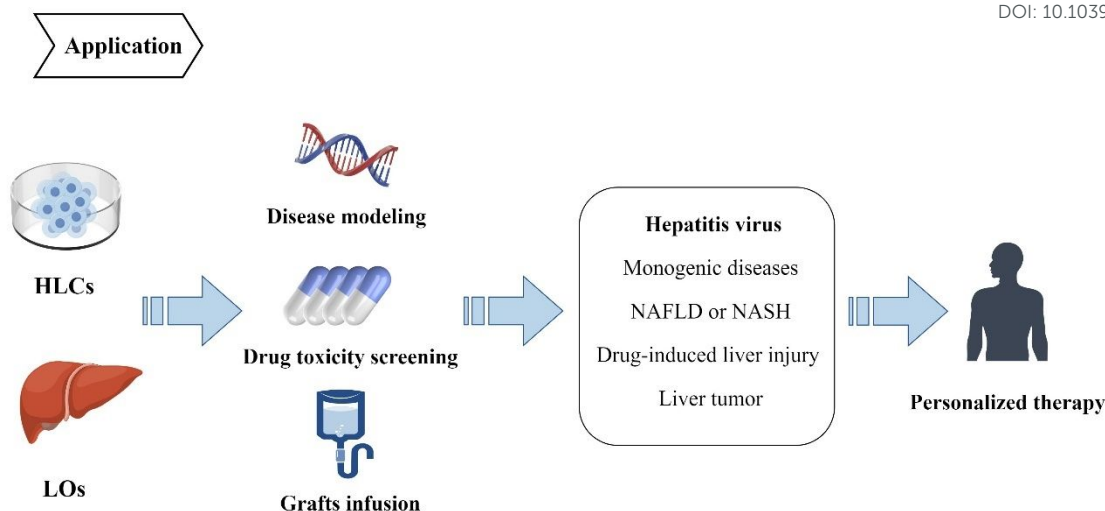 DOI: 10.1039
Application
HLCs
LOs
Disease modeling
Drug toxicity screening
Grafts infusion
Hepatitis virus
Monogenic diseases
NAFLD or NASH
Drug-induced liver injury
Liver tumor
Personalized therapy